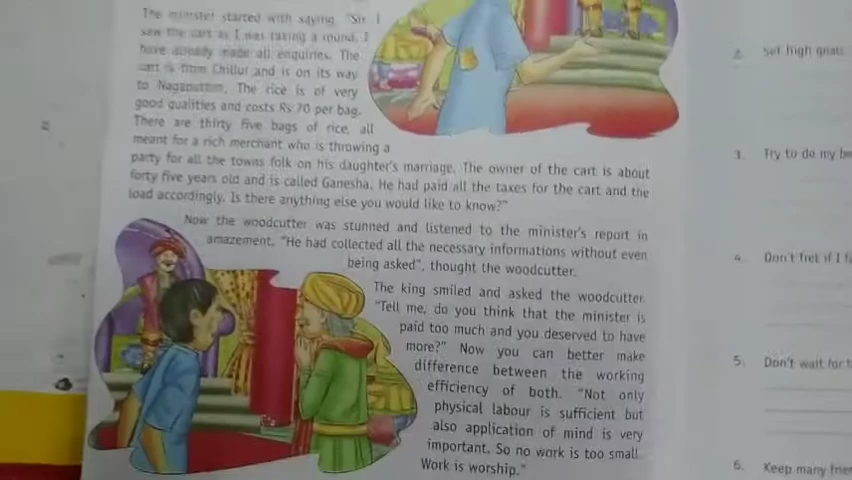 The minister started with saying, "Sir I
saw the cart as I was taking a round. I
have already made all enquiries. The
cart is from Chillur and is on its way
to The rice is of very
good qualities and costs Rs 70 per bag.
There are thirty five bags of rice, all
meant for a rich merchant who is throwing a
party for all the towns folk on his daughter's marriage. The owner of the cart is about
forty five years old and is called Ganesha. He had paid all the taxes for the cart and the
load accordingly. Is there anything else you would like to know?"
Now the woodcutter was stunned and listened to the minister's report in
amazement. "He had collected all the necessary informations without even
being asked", thought the woodcutter.
The king smiled and asked the woodcutter.
"Tell me, do you think that the minister is
paid too much and you deserved to have
more?" Now you can better make
difference between the working
efficiency of both. "Not only
physical labour is sufficient but
also application of mind is very
important. So no work is too small.
Work is worship."
2. Set high goals
3. Try to do my
4. Don't fret if I
5. Don't wait for
6. Keep many